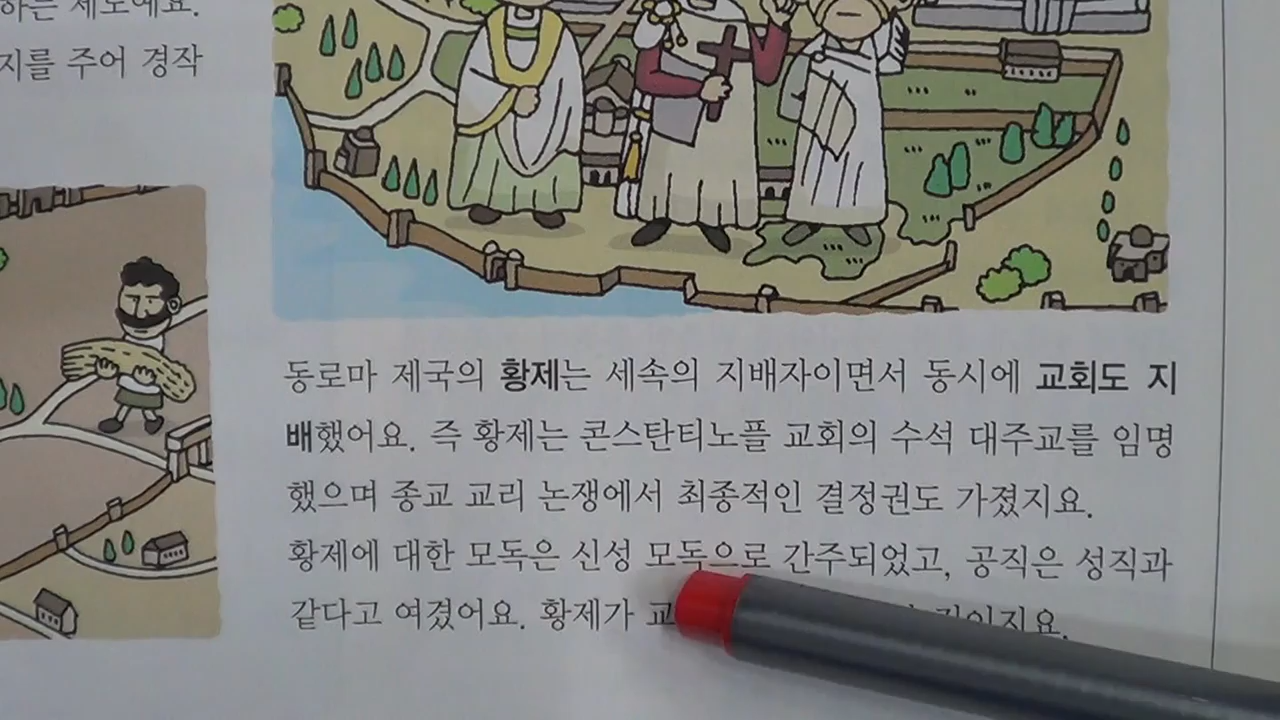 하는 제도예요.
지를 주어 경작
동로마 제국의 황제는 세속의 지배자이면서 동시에 교회도 지
배했어요. 즉 황제는 콘스탄티노플 교회의 수석 대주교를 임명
했으며 종교 교리 논쟁에서 최종적인 결정권도 가졌지요.
황제에 대한 모독은 신성 모독으로 간주되었고, 공직은 성직과
같다고 여겼어요. 황제가